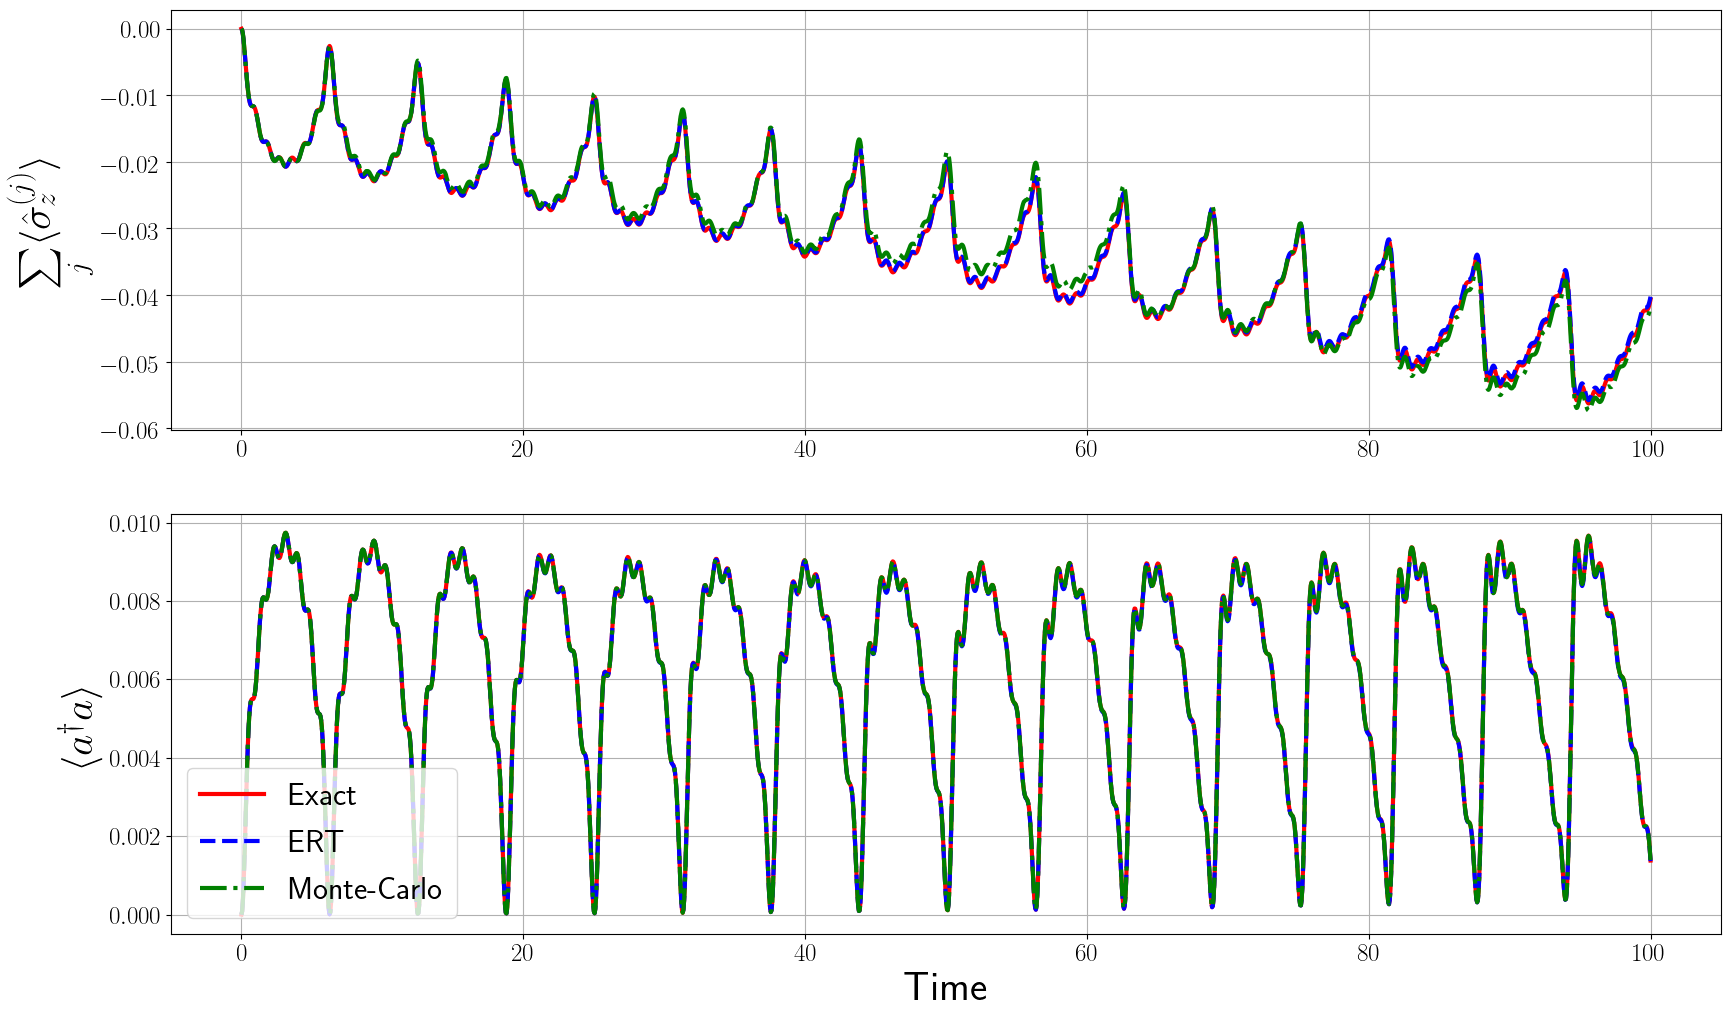 0.00
−0.01
−0.02
−0.03
−0.04
−0.05
−0.06
∑_j ⟨σ̂_z^{(j)}⟩
0 20 40 60 80 100
0.010
0.008
0.006
0.004
0.002
0.000
⟨a†a⟩
Exact
ERT
Monte-Carlo
0 20 40 60 80 100
Time